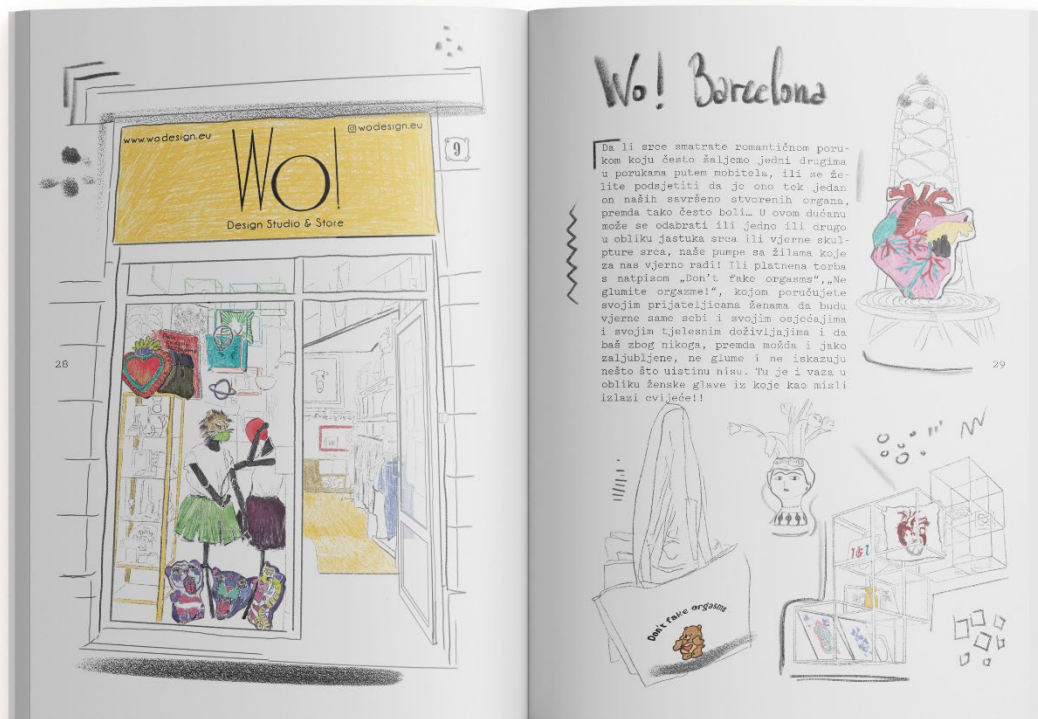 www.wodesign.eu
wodesign.eu
Wo!
Design Studio & Store
9
28
Wo! Barcelona
Da li srce smatrate romantičnom poru-
kom koju često šaljemo jedni drugima
u porukama putem mobitela, ili se že-
lite podsjetiti da je ono tek jedan
on naših savršeno stvorenih organa,
premda tako često boli… U ovom dućanu
može se odabrati ili jedno ili drugo
u obliku jastuka srca ili vjerne skul-
pture srca, naše pumpe sa žilama koje
za nas vjerno radi! Ili platnena torba
s natpisom „Don't fake orgasms“,„Ne
glumite orgazme!“, kojom poručujete
svojim prijateljicama ženama da budu
vjerne same sebi i svojim osjećajima
i svojim tjelesnim doživljajima i da
baš zbog nikoga, premda možda i jako
zaljubljene, ne glume i ne iskazuju
nešto što uistinu nisu. Tu je i vaza u
obliku ženske glave iz koje kao misli
izlazi cvijeće!!
29
Don't fake orgasms